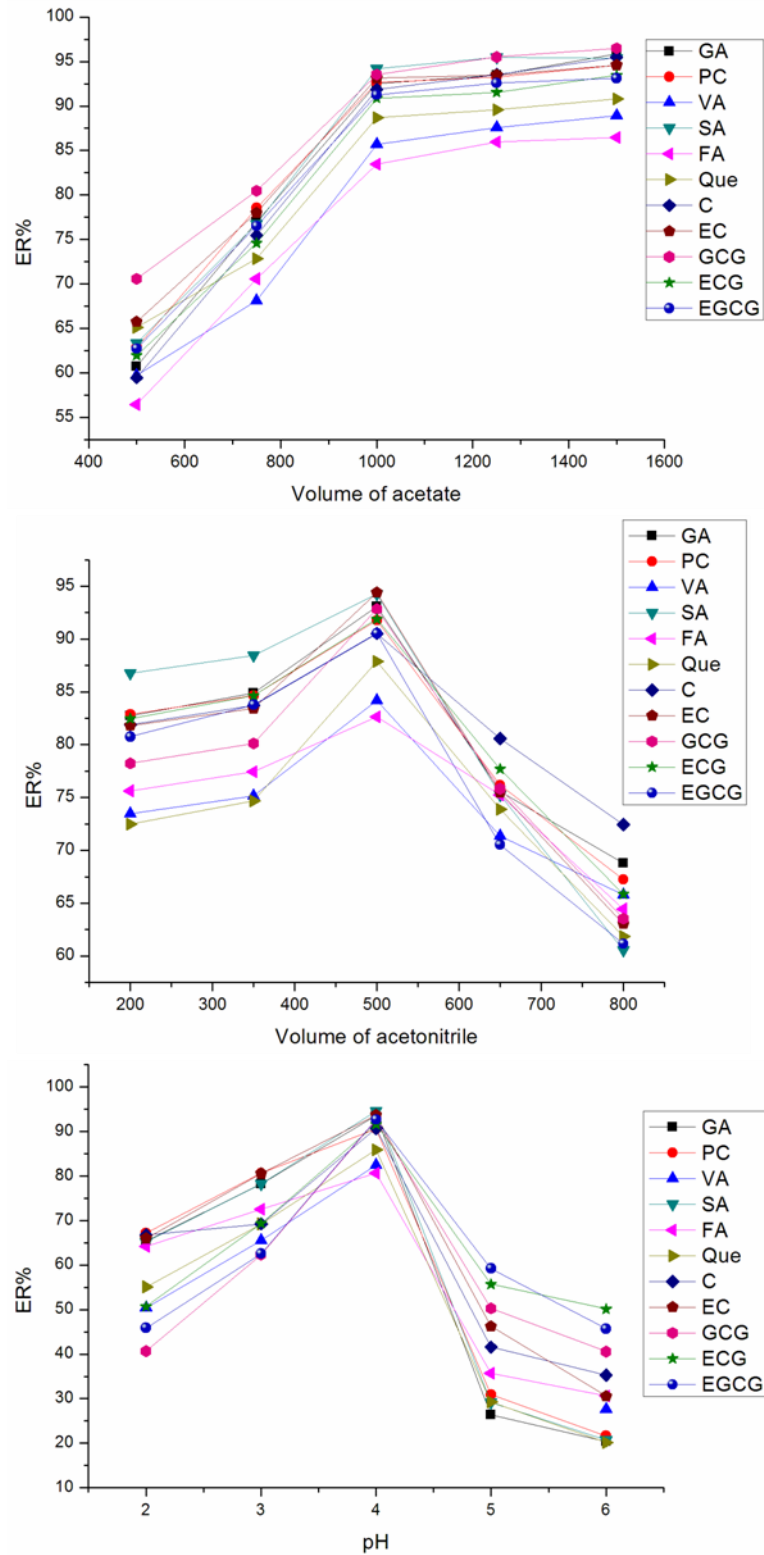 100
95
90
85
80
75
70
65
60
55
ER%
400 600 800 1000 1200 1400 1600
Volume of acetate
GA
PC
VA
SA
FA
Que
C
EC
GCG
ECG
EGCG
95
90
85
80
75
70
65
60
ER%
200 300 400 500 600 700 800
Volume of acetonitrile
GA
PC
VA
SA
FA
Que
C
EC
GCG
ECG
EGCG
100
90
80
70
60
50
40
30
20
10
ER%
2 3 4 5 6
pH
GA
PC
VA
SA
FA
Que
C
EC
GCG
ECG
EGCG